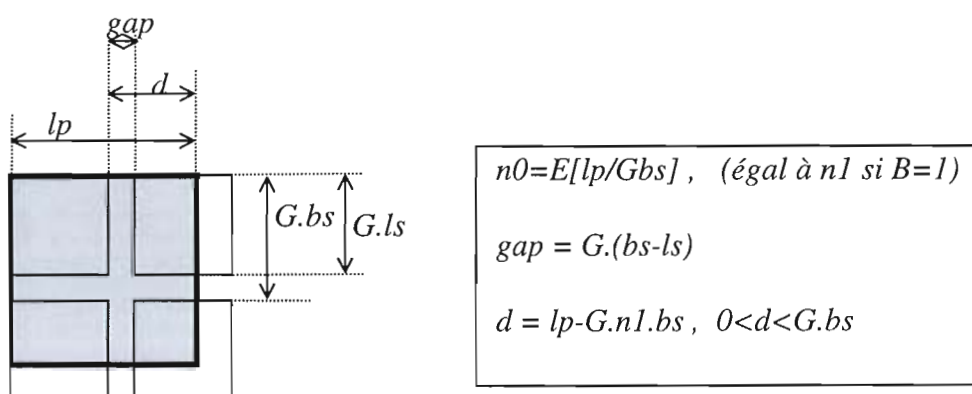 gap
d
lp
G.bs
G.ls
n0=E[lp/Gbs] , (égal à n1 si B=1)
gap = G.(bs-ls)
d = lp-G.n1.bs , 0<d<G.bs